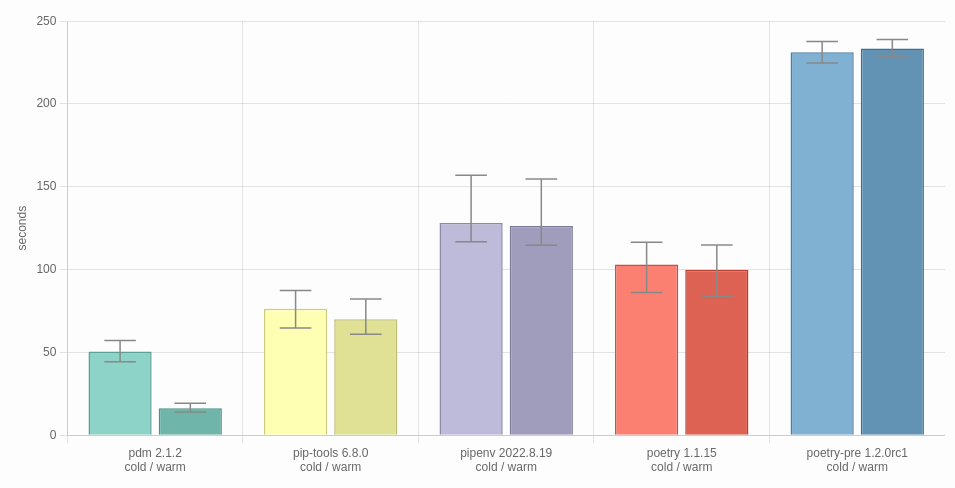 250
200
150
100
50
0
seconds
pdm 2.1.2
cold / warm
pip-tools 6.8.0
cold / warm
pipenv 2022.8.19
cold / warm
poetry 1.1.15
cold / warm
poetry-pre 1.2.0rc1
cold / warm